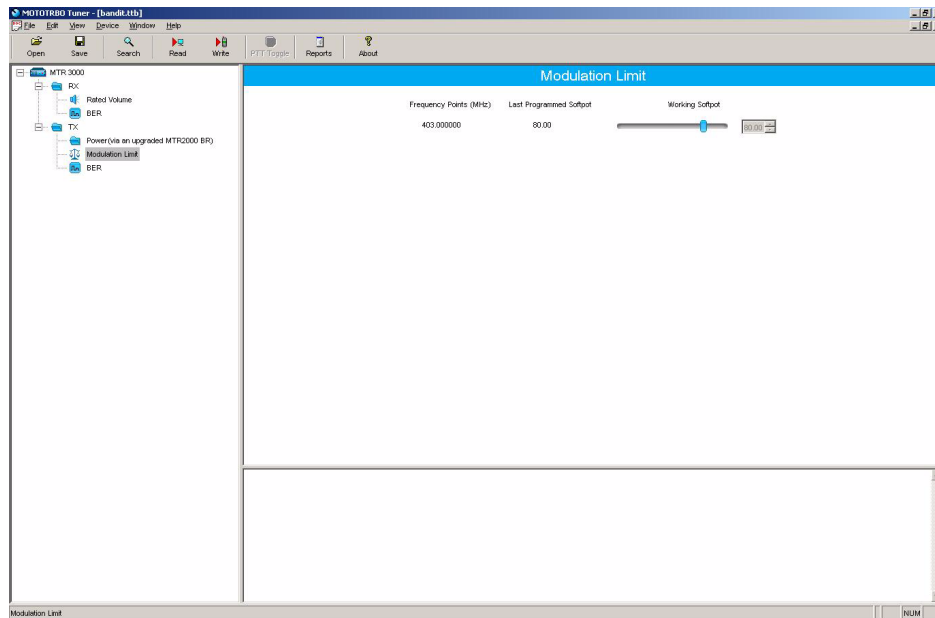 MOTOTRBO Tuner - [bandit.ttb]
File Edit View Device Window Help
Open Save Search Read Write PTT Toggle Reports About
MTR 3000
RX
Rated Volume
BER
TX
Power(via an upgraded MTR2000 BR)
Modulation Limit
BER
Modulation Limit
Frequency Points (MHz) Last Programmed Softpot Working Softpot
403.000000 80.00 80.00
Modulation Limit NUM